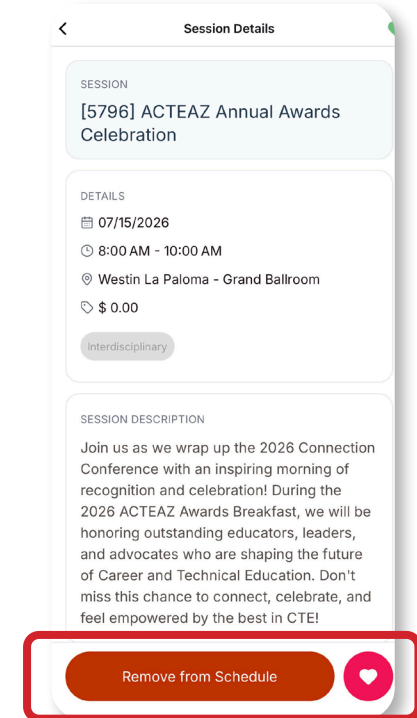 Session Details
SESSION
[5796] ACTEAZ Annual Awards
Celebration
DETAILS
07/15/2026
8:00 AM - 10:00 AM
Westin La Paloma - Grand Ballroom
$ 0.00
Interdisciplinary
SESSION DESCRIPTION
Join us as we wrap up the 2026 Connection
Conference with an inspiring morning of
recognition and celebration! During the
2026 ACTEAZ Awards Breakfast, we will be
honoring outstanding educators, leaders,
and advocates who are shaping the future
of Career and Technical Education. Don't
miss this chance to connect, celebrate, and
feel empowered by the best in CTE!
Remove from Schedule